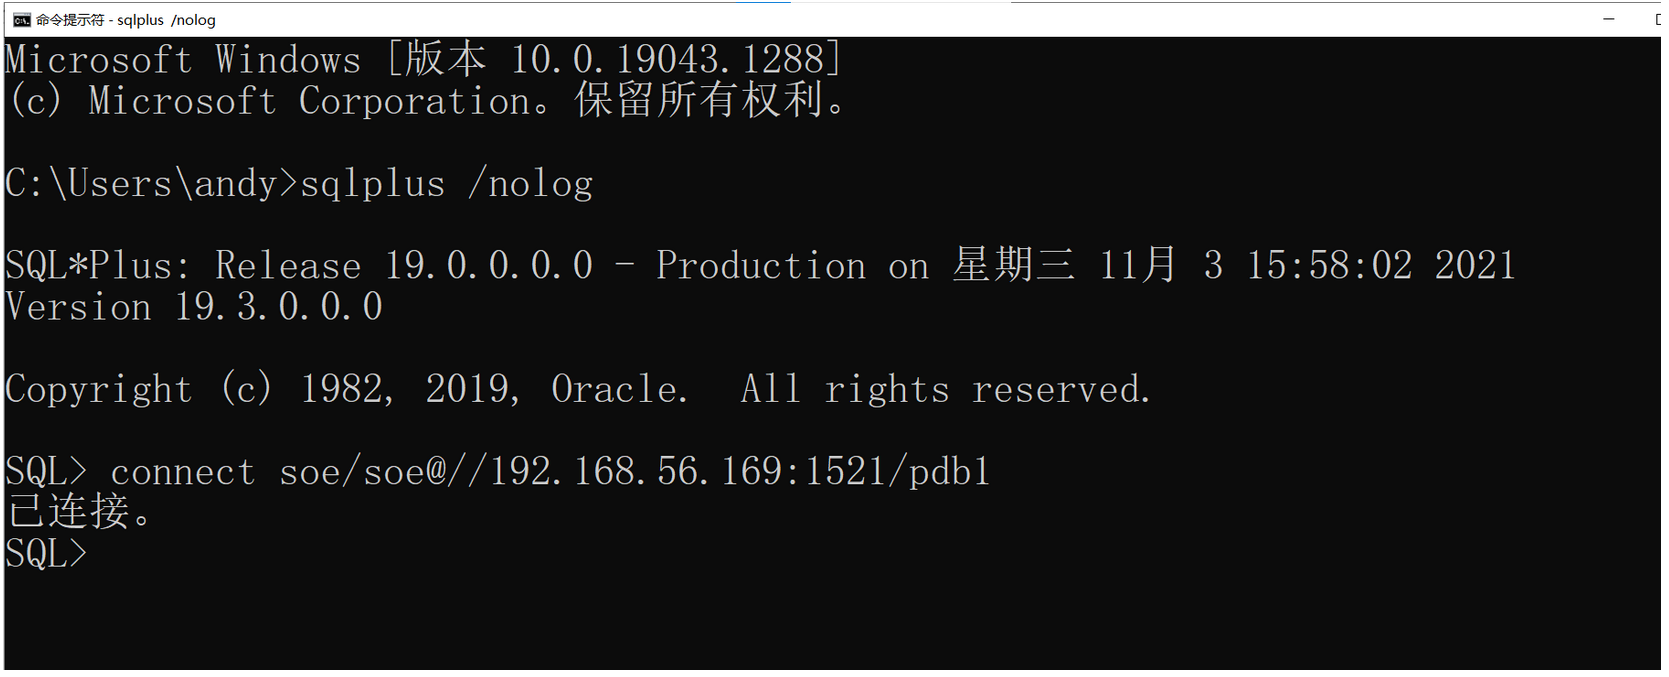 命令提示符 - sqlplus /nolog
Microsoft Windows [版本 10.0.19043.1288]
(c) Microsoft Corporation。保留所有权利。
C:\Users\andy>sqlplus /nolog
SQL*Plus: Release 19.0.0.0.0 - Production on 星期三 11月 3 15:58:02 2021
Version 19.3.0.0.0
Copyright (c) 1982, 2019, Oracle.  All rights reserved.
SQL> connect soe/soe@//192.168.56.169:1521/pdb1
已连接。
SQL>